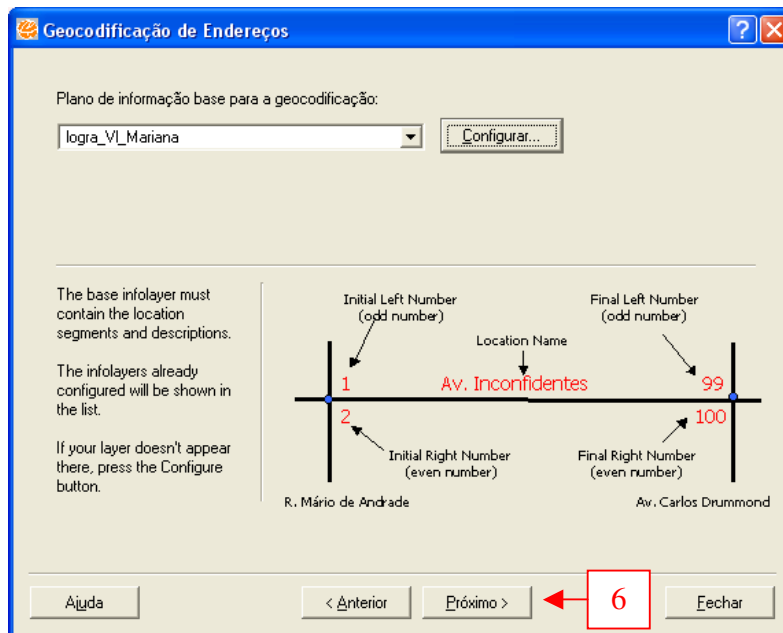 Geocodificação de Endereços
Plano de informação base para a geocodificação:
logra_VI_Mariana
Configurar...
The base infolayer must
contain the location
segments and descriptions.
The infolayers already
configured will be shown in
the list.
If your layer doesn't appear
there, press the Configure
button.
Initial Left Number
(odd number)
Final Left Number
(odd number)
Location Name
1
Av. Inconfidentes
99
2
100
Initial Right Number
(even number)
Final Right Number
(even number)
R. Mário de Andrade
Av. Carlos Drummond
Ajuda
< Anterior
Próximo >
6
Fechar